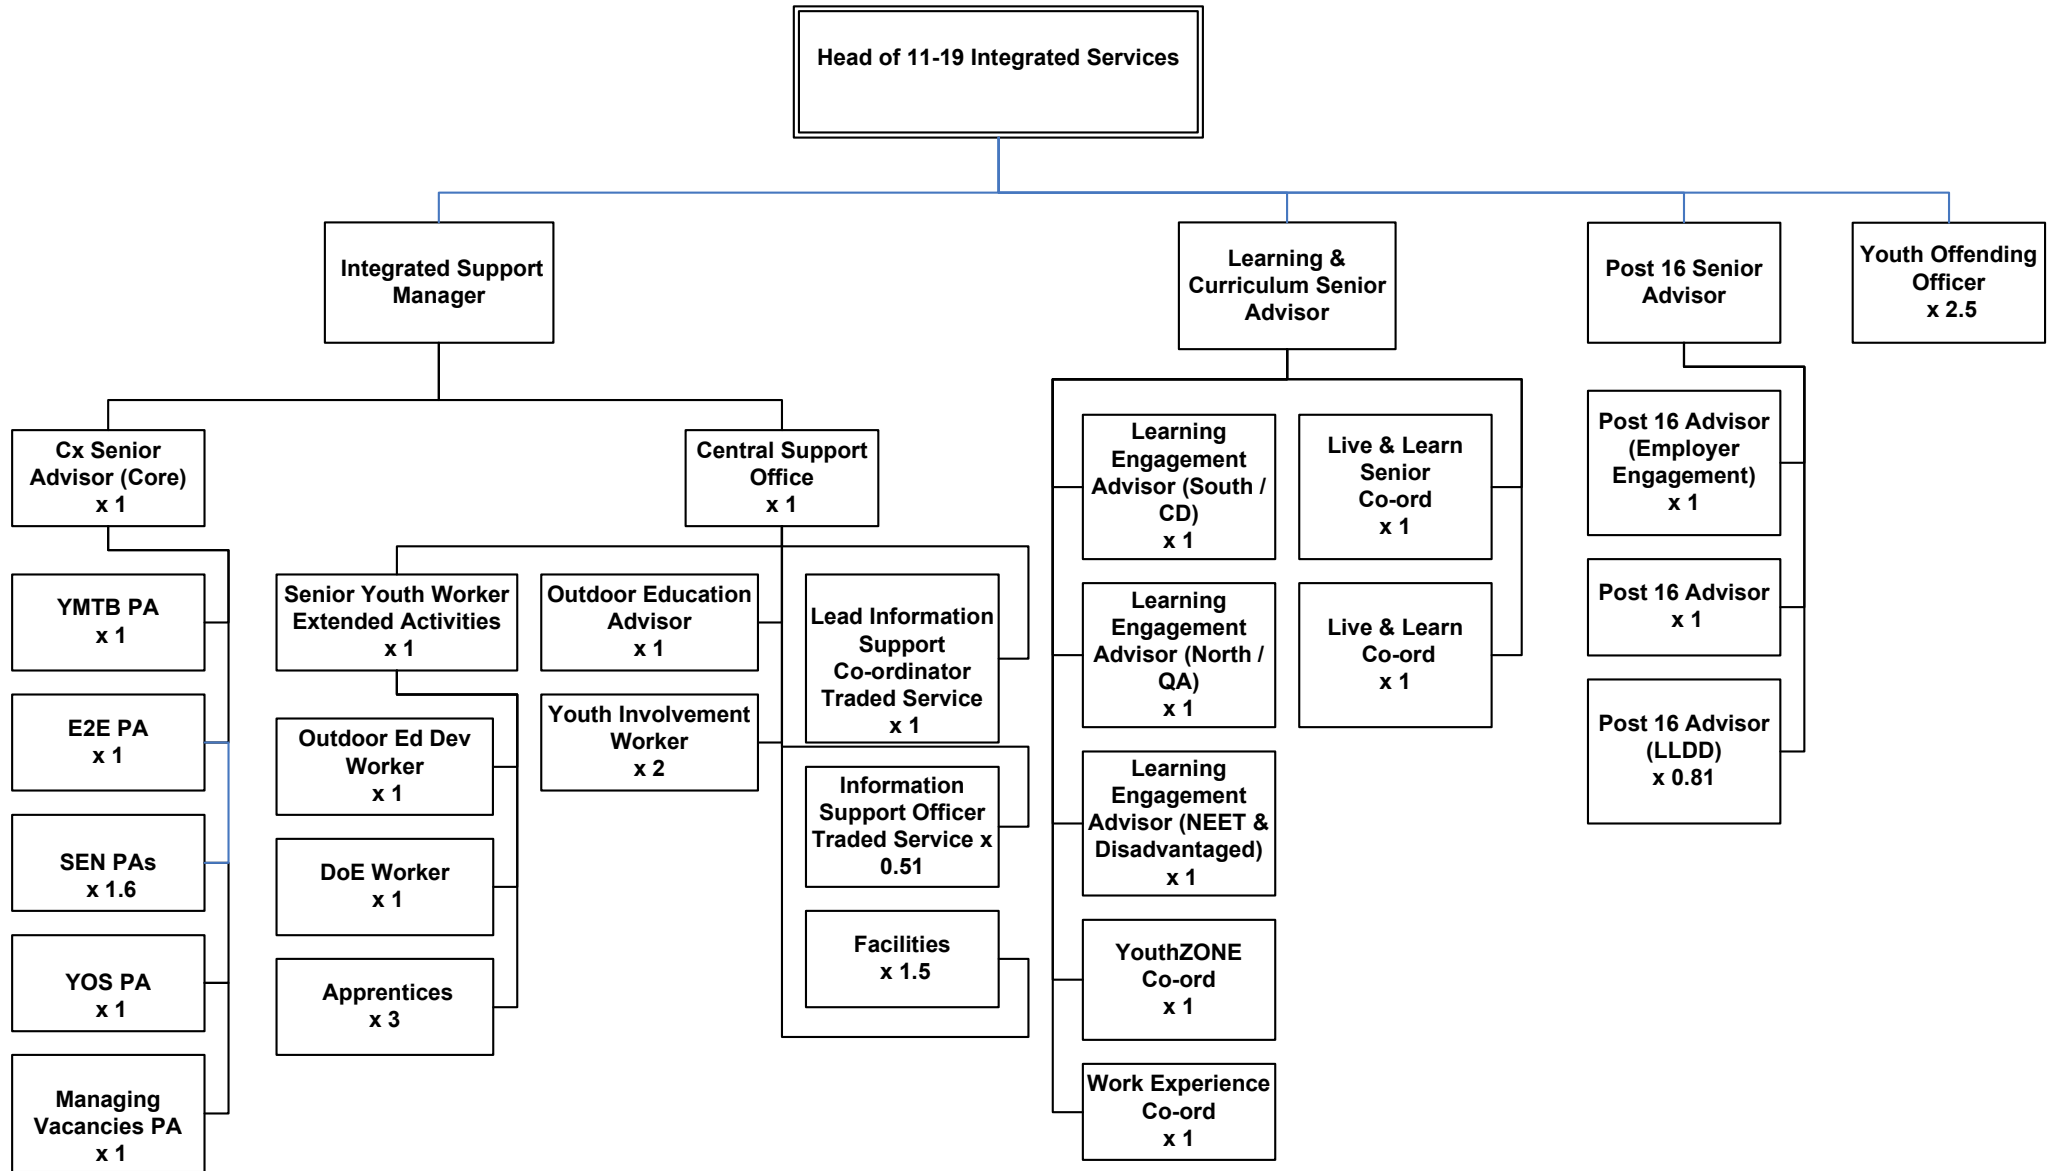 Head of 11-19 Integrated Services
Integrated Support
Manager
Learning &
Curriculum Senior
Advisor
Post 16 Senior
Advisor
Youth Offending
Officer
x 2.5
Cx Senior
Advisor (Core)
x 1
Central Support
Office
x 1
YMTB PA
x 1
E2E PA
x 1
SEN PAs
x 1.6
YOS PA
x 1
Managing
Vacancies PA
x 1
Senior Youth Worker
Extended Activities
x 1
Outdoor Ed Dev
Worker
x 1
DoE Worker
x 1
Apprentices
x 3
Outdoor Education
Advisor
x 1
Youth Involvement
Worker
x 2
Lead Information
Support
Co-ordinator
Traded Service
x 1
Information
Support Officer
Traded Service x
0.51
Facilities
x 1.5
Learning
Engagement
Advisor (South /
CD)
x 1
Learning
Engagement
Advisor (North /
QA)
x 1
Learning
Engagement
Advisor (NEET &
Disadvantaged)
x 1
YouthZONE
Co-ord
x 1
Work Experience
Co-ord
x 1
Live & Learn
Senior
Co-ord
x 1
Live & Learn
Co-ord
x 1
Post 16 Advisor
(Employer
Engagement)
x 1
Post 16 Advisor
x 1
Post 16 Advisor
(LLDD)
x 0.81